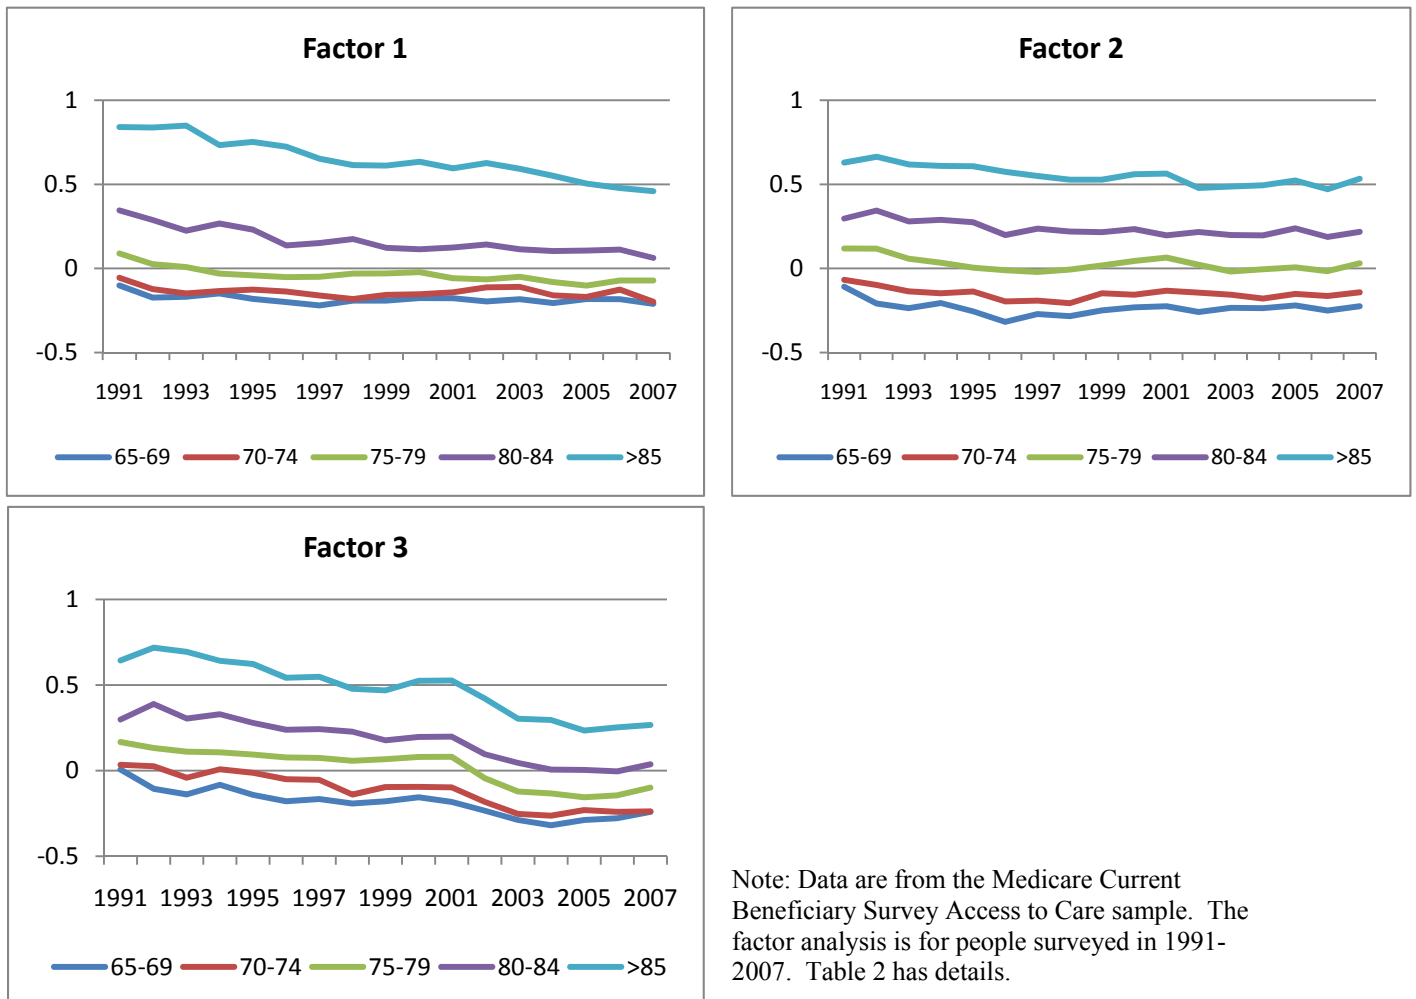 Factor 1
1
0.5
0
-0.5
1991 1993 1995 1997 1999 2001 2003 2005 2007
65-69 70-74 75-79 80-84 >85
Factor 2
1
0.5
0
-0.5
1991 1993 1995 1997 1999 2001 2003 2005 2007
65-69 70-74 75-79 80-84 >85
Factor 3
1
0.5
0
-0.5
1991 1993 1995 1997 1999 2001 2003 2005 2007
65-69 70-74 75-79 80-84 >85
Note: Data are from the Medicare Current
Beneficiary Survey Access to Care sample.  The
factor analysis is for people surveyed in 1991-
2007.  Table 2 has details.